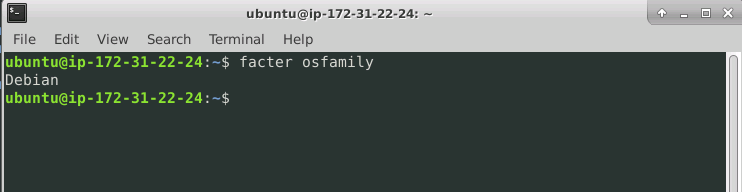 ubuntu@ip-172-31-22-24: ~
File Edit View Search Terminal Help
ubuntu@ip-172-31-22-24:~$ facter osfamily
Debian
ubuntu@ip-172-31-22-24:~$